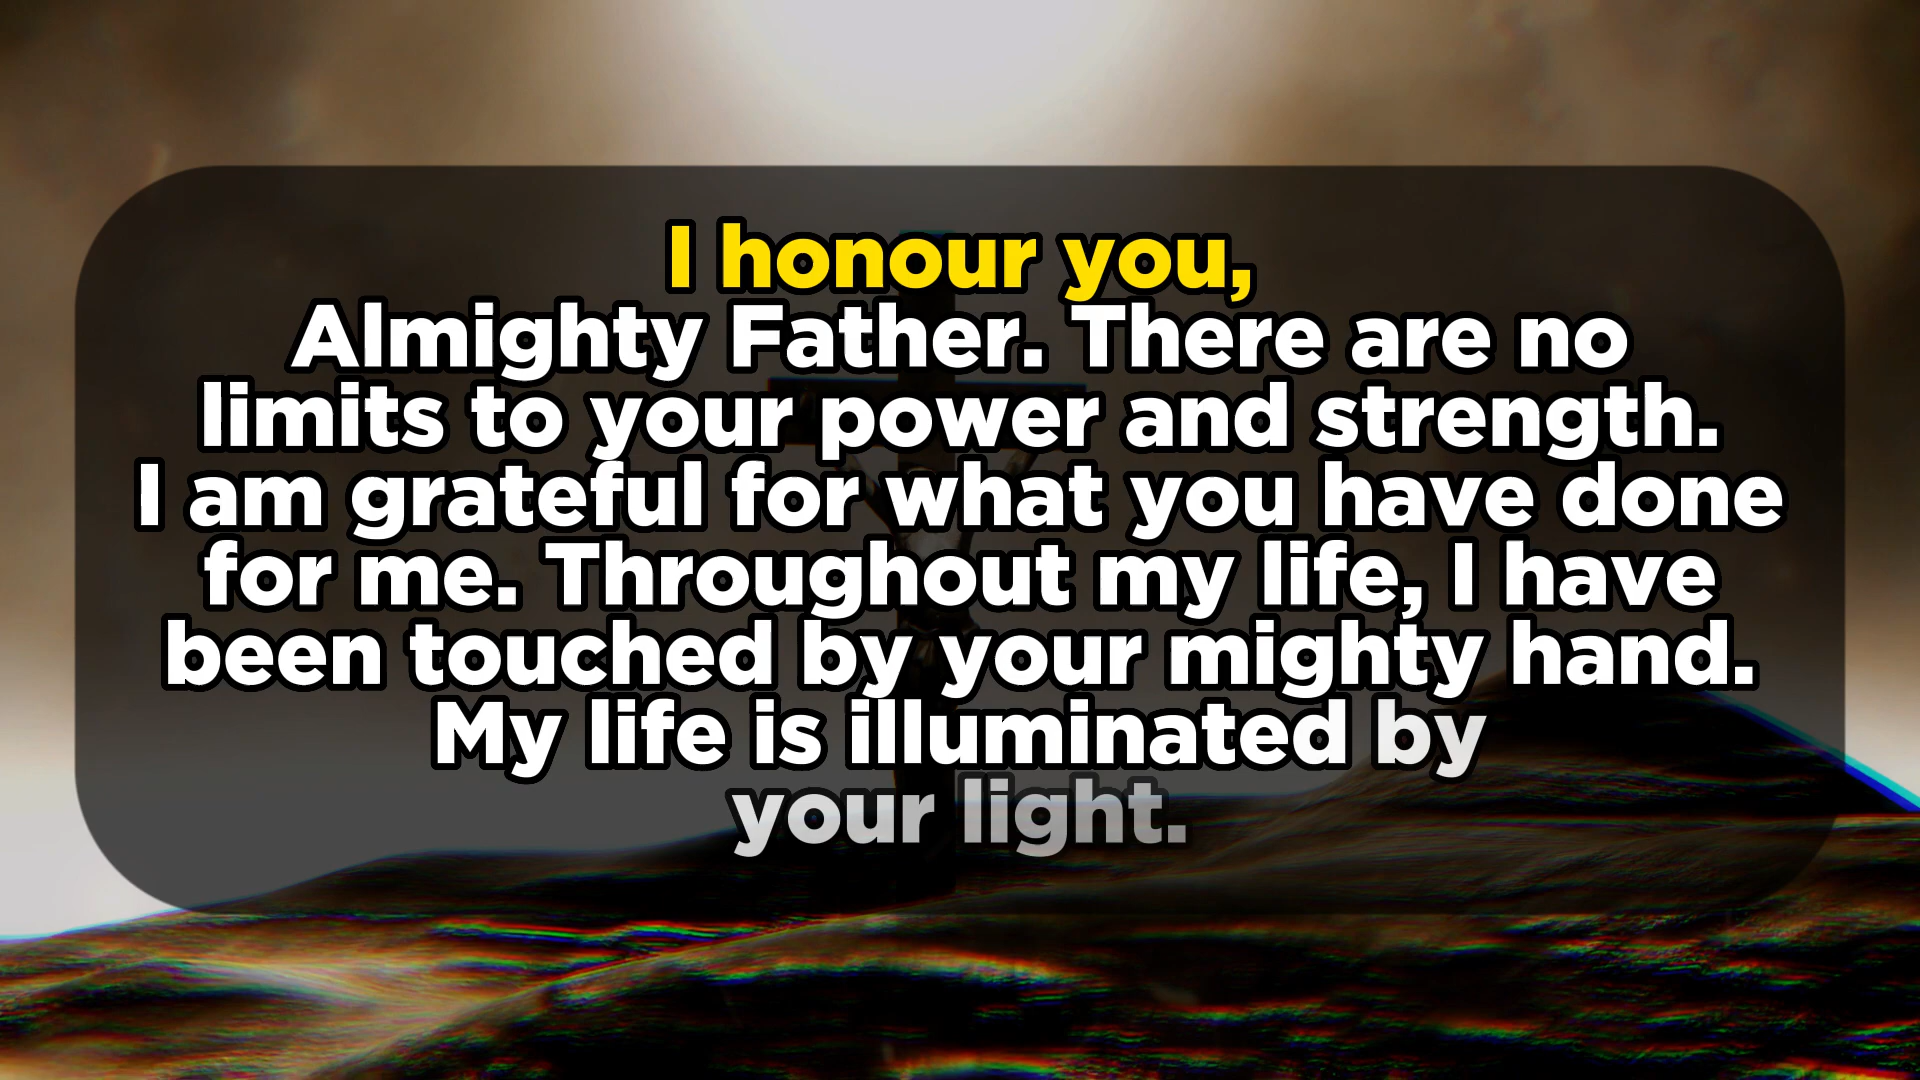 I honour you,
Almighty Father. There are no
limits to your power and strength.
I am grateful for what you have done
for me. Throughout my life, I have
been touched by your mighty hand.
My life is illuminated by
your light.